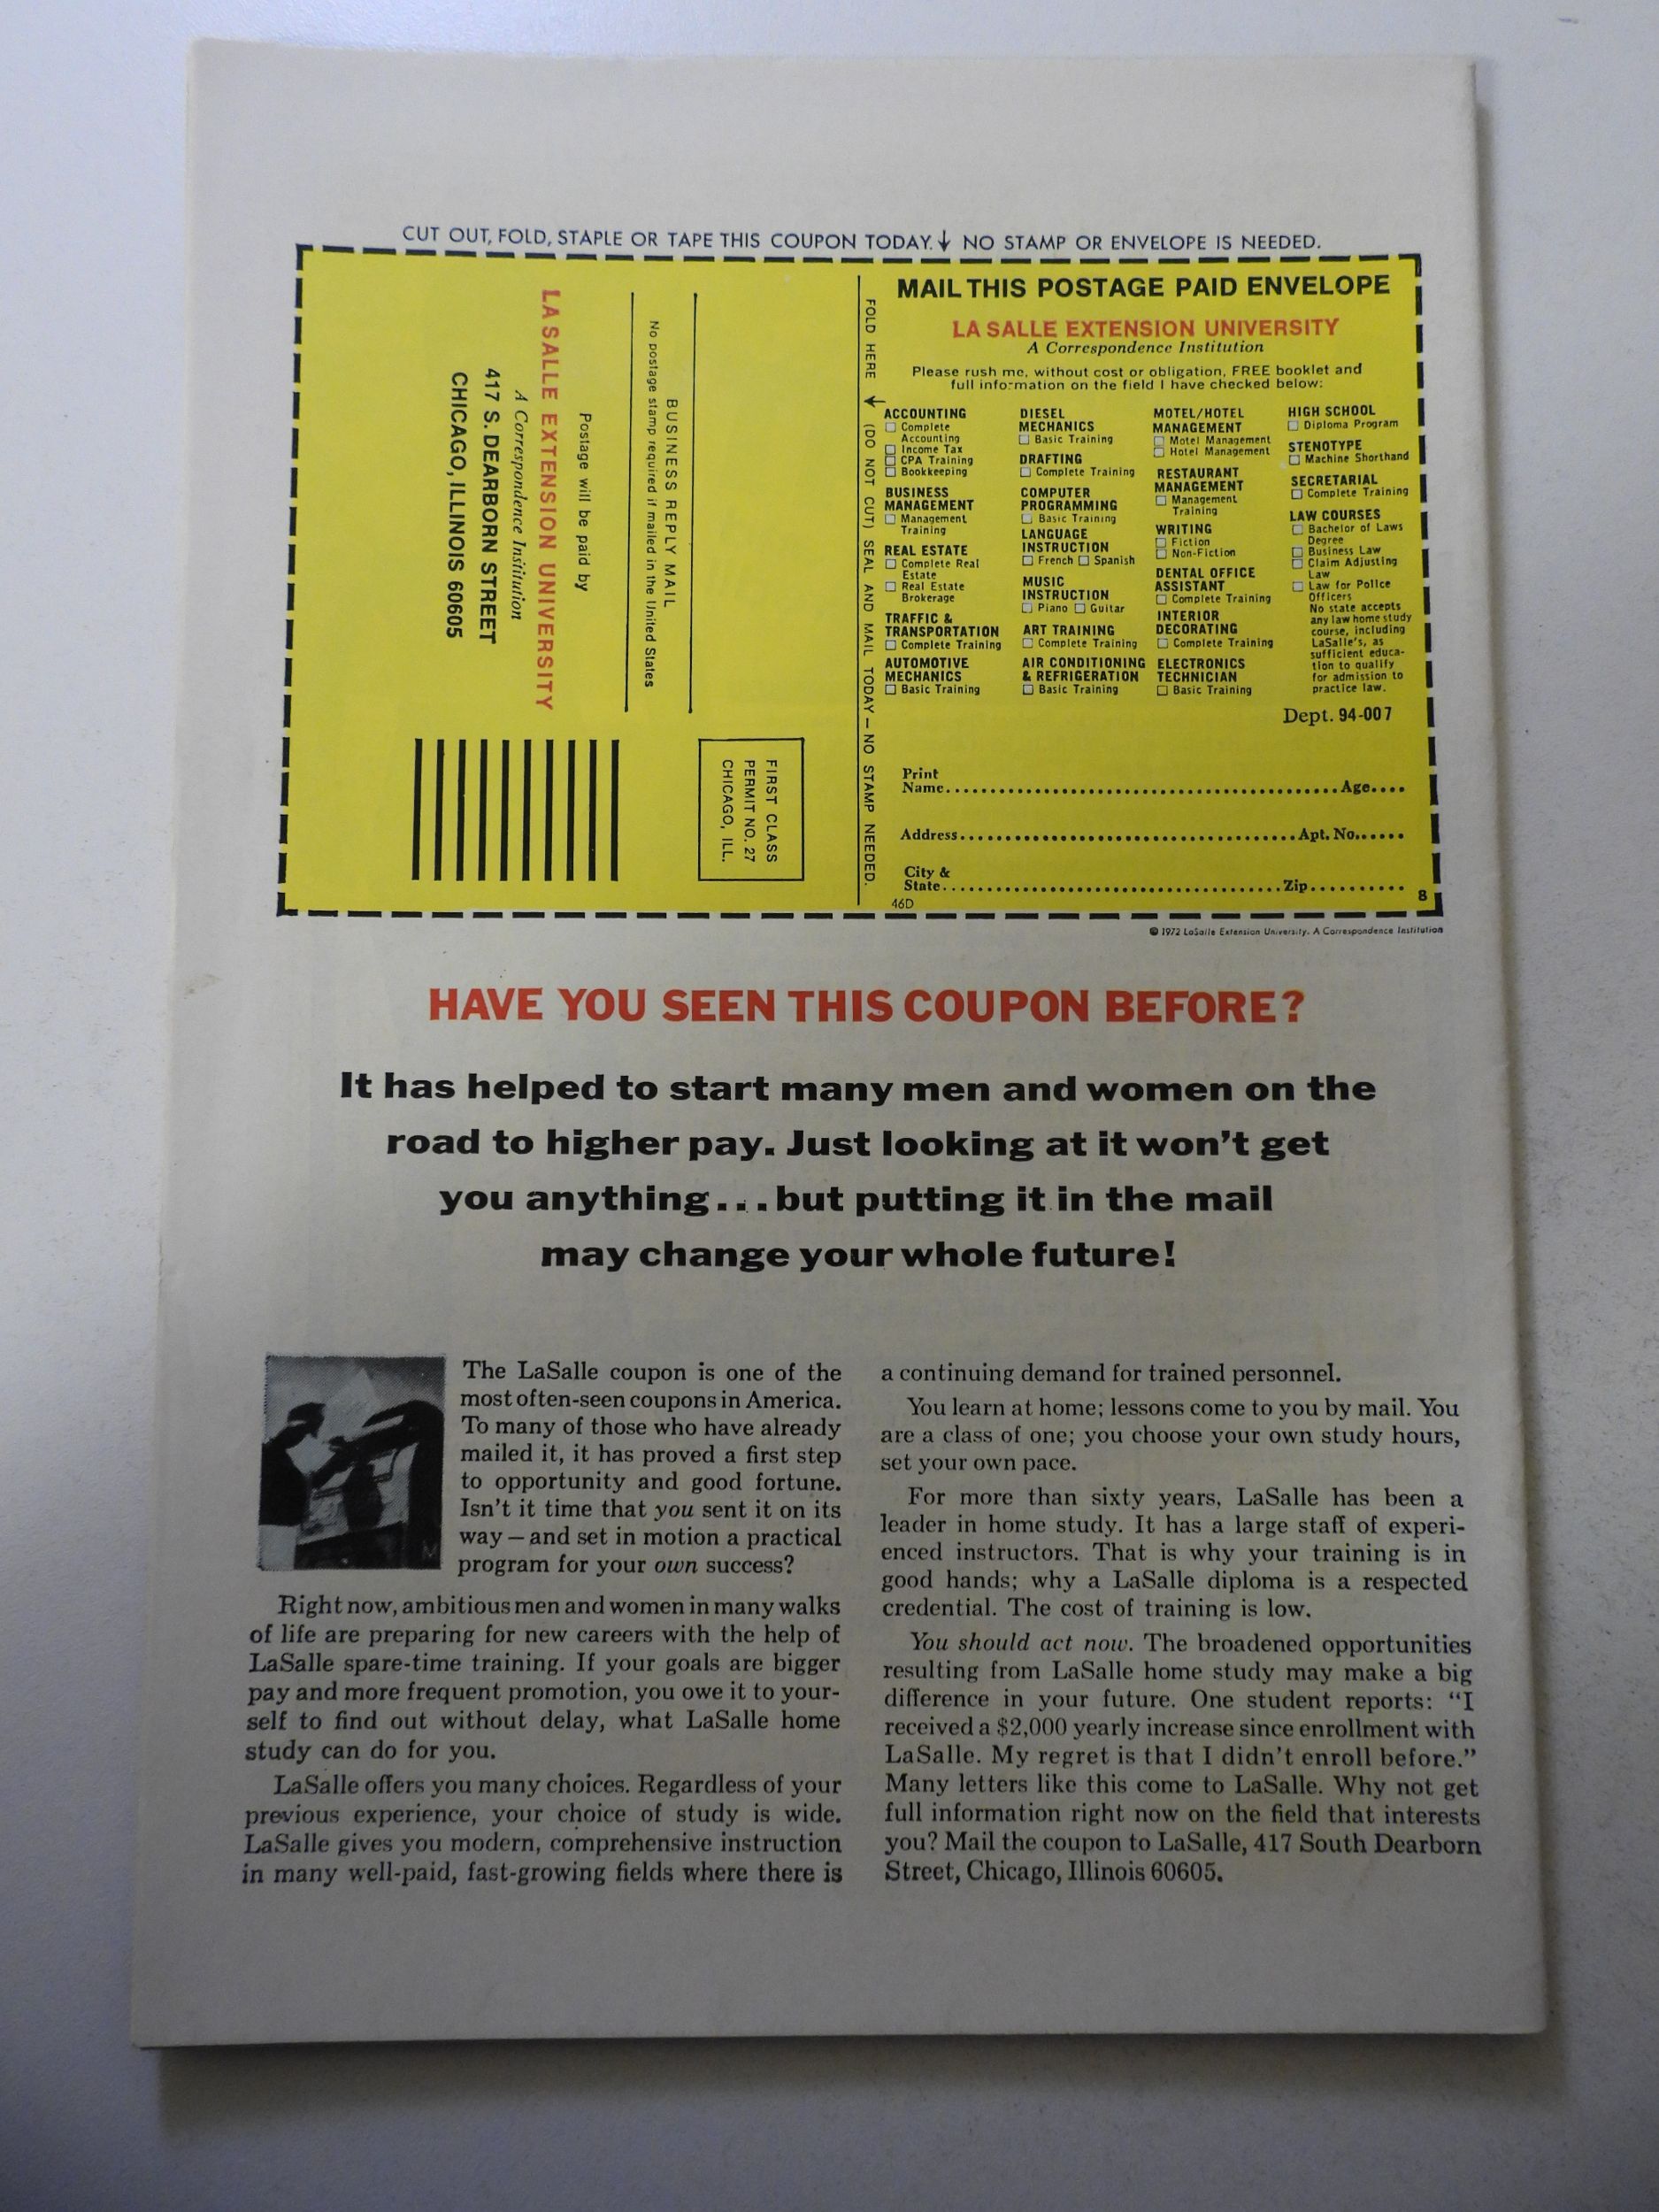 CUT OUT, FOLD, STAPLE OR TAPE THIS COUPON TODAY. ↓ NO STAMP OR ENVELOPE IS NEEDED.
LA SALLE EXTENSION UNIVERSITY
A Correspondence Institution
417 S. DEARBORN STREET
CHICAGO, ILLINOIS 60605
Postage will be paid by
No postage stamp required if mailed in the United States
BUSINESS REPLY MAIL
FIRST CLASS
PERMIT NO. 27
CHICAGO, ILL.
FOLD HERE ↓ (DO NOT CUT) SEAL AND MAIL TODAY — NO STAMP NEEDED.
MAIL THIS POSTAGE PAID ENVELOPE
LA SALLE EXTENSION UNIVERSITY
A Correspondence Institution
Please rush me, without cost or obligation, FREE booklet and
full information on the field I have checked below:
ACCOUNTING
☐ Complete
Accounting
☐ Income Tax
☐ CPA Training
☐ Bookkeeping
BUSINESS
MANAGEMENT
☐ Management
Training
REAL ESTATE
☐ Complete Real
Estate
☐ Real Estate
Brokerage
TRAFFIC &
TRANSPORTATION
☐ Complete Training
AUTOMOTIVE
MECHANICS
☐ Basic Training
DIESEL
MECHANICS
☐ Basic Training
DRAFTING
☐ Complete Training
COMPUTER
PROGRAMMING
☐ Basic Training
LANGUAGE
INSTRUCTION
☐ French ☐ Spanish
MUSIC
INSTRUCTION
☐ Piano ☐ Guitar
ART TRAINING
☐ Complete Training
AIR CONDITIONING
& REFRIGERATION
☐ Basic Training
MOTEL/HOTEL
MANAGEMENT
☐ Motel Management
☐ Hotel Management
RESTAURANT
MANAGEMENT
☐ Management
Training
WRITING
☐ Fiction
☐ Non-Fiction
DENTAL OFFICE
ASSISTANT
☐ Complete Training
INTERIOR
DECORATING
☐ Complete Training
ELECTRONICS
TECHNICIAN
☐ Basic Training
HIGH SCHOOL
☐ Diploma Program
STENOTYPE
☐ Machine Shorthand
SECRETARIAL
☐ Complete Training
LAW COURSES
☐ Bachelor of Laws
Degree
☐ Business Law
☐ Claim Adjusting
Law
☐ Law for Police
Officers
No state accepts
any law home study
course, including
LaSalle's, as
sufficient educa-
tion to qualify
for admission to
practice law.
Dept. 94-007
Print
Name.......... Age....
Address.......... Apt. No......
City &
State.......... Zip..........
46D
8
© 1972 LaSalle Extension University. A Correspondence Institution
HAVE YOU SEEN THIS COUPON BEFORE?
It has helped to start many men and women on the
road to higher pay. Just looking at it won't get
you anything...but putting it in the mail
may change your whole future!
The LaSalle coupon is one of the
most often-seen coupons in America.
To many of those who have already
mailed it, it has proved a first step
to opportunity and good fortune.
Isn't it time that you sent it on its
way — and set in motion a practical
program for your own success?
Right now, ambitious men and women in many walks
of life are preparing for new careers with the help of
LaSalle spare-time training. If your goals are bigger
pay and more frequent promotion, you owe it to your-
self to find out without delay, what LaSalle home
study can do for you.
LaSalle offers you many choices. Regardless of your
previous experience, your choice of study is wide.
LaSalle gives you modern, comprehensive instruction
in many well-paid, fast-growing fields where there is
a continuing demand for trained personnel.
You learn at home; lessons come to you by mail. You
are a class of one; you choose your own study hours,
set your own pace.
For more than sixty years, LaSalle has been a
leader in home study. It has a large staff of experi-
enced instructors. That is why your training is in
good hands; why a LaSalle diploma is a respected
credential. The cost of training is low.
You should act now. The broadened opportunities
resulting from LaSalle home study may make a big
difference in your future. One student reports: "I
received a $2,000 yearly increase since enrollment with
LaSalle. My regret is that I didn't enroll before."
Many letters like this come to LaSalle. Why not get
full information right now on the field that interests
you? Mail the coupon to LaSalle, 417 South Dearborn
Street, Chicago, Illinois 60605.